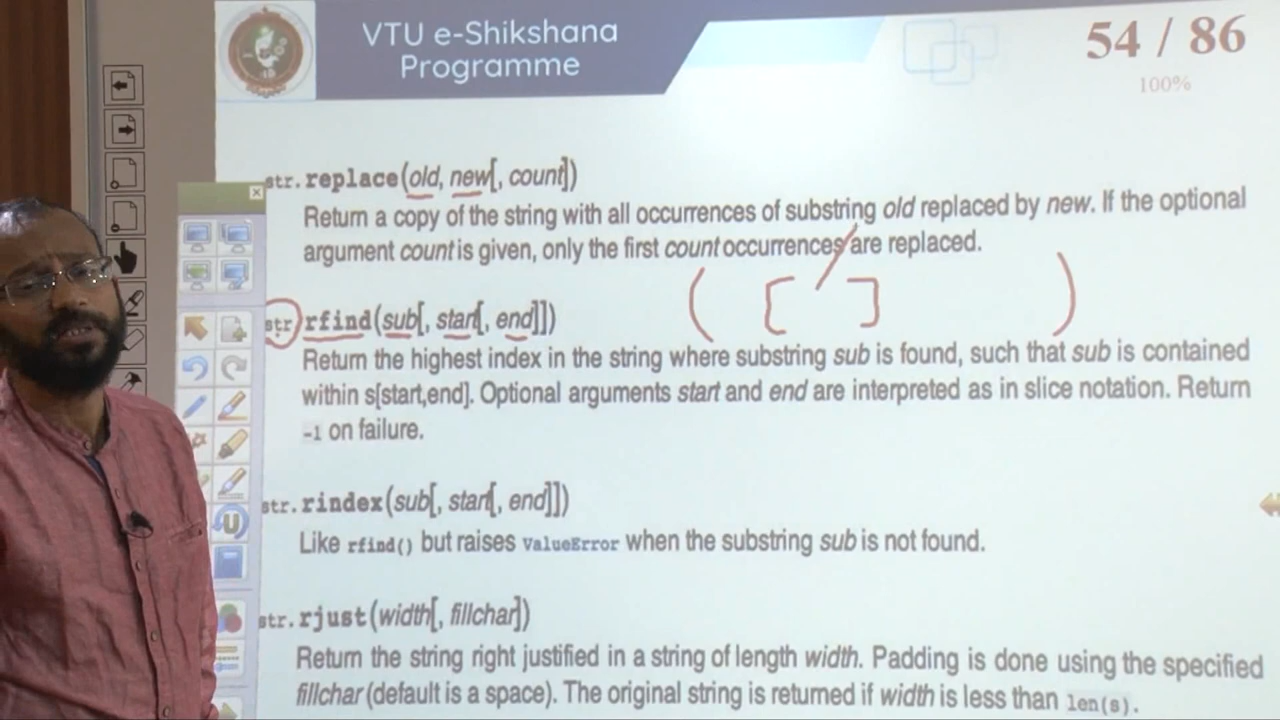 VTU e-Shikshana
Programme
54 / 86
100%
str.replace(old, new[, count])
Return a copy of the string with all occurrences of substring old replaced by new. If the optional
argument count is given, only the first count occurrences are replaced.
str.rfind(sub[, start[, end]])
Return the highest index in the string where substring sub is found, such that sub is contained
within s[start,end]. Optional arguments start and end are interpreted as in slice notation. Return
-1 on failure.
str.rindex(sub[, start[, end]])
Like rfind() but raises ValueError when the substring sub is not found.
str.rjust(width[, fillchar])
Return the string right justified in a string of length width. Padding is done using the specified
fillchar (default is a space). The original string is returned if width is less than len(s).